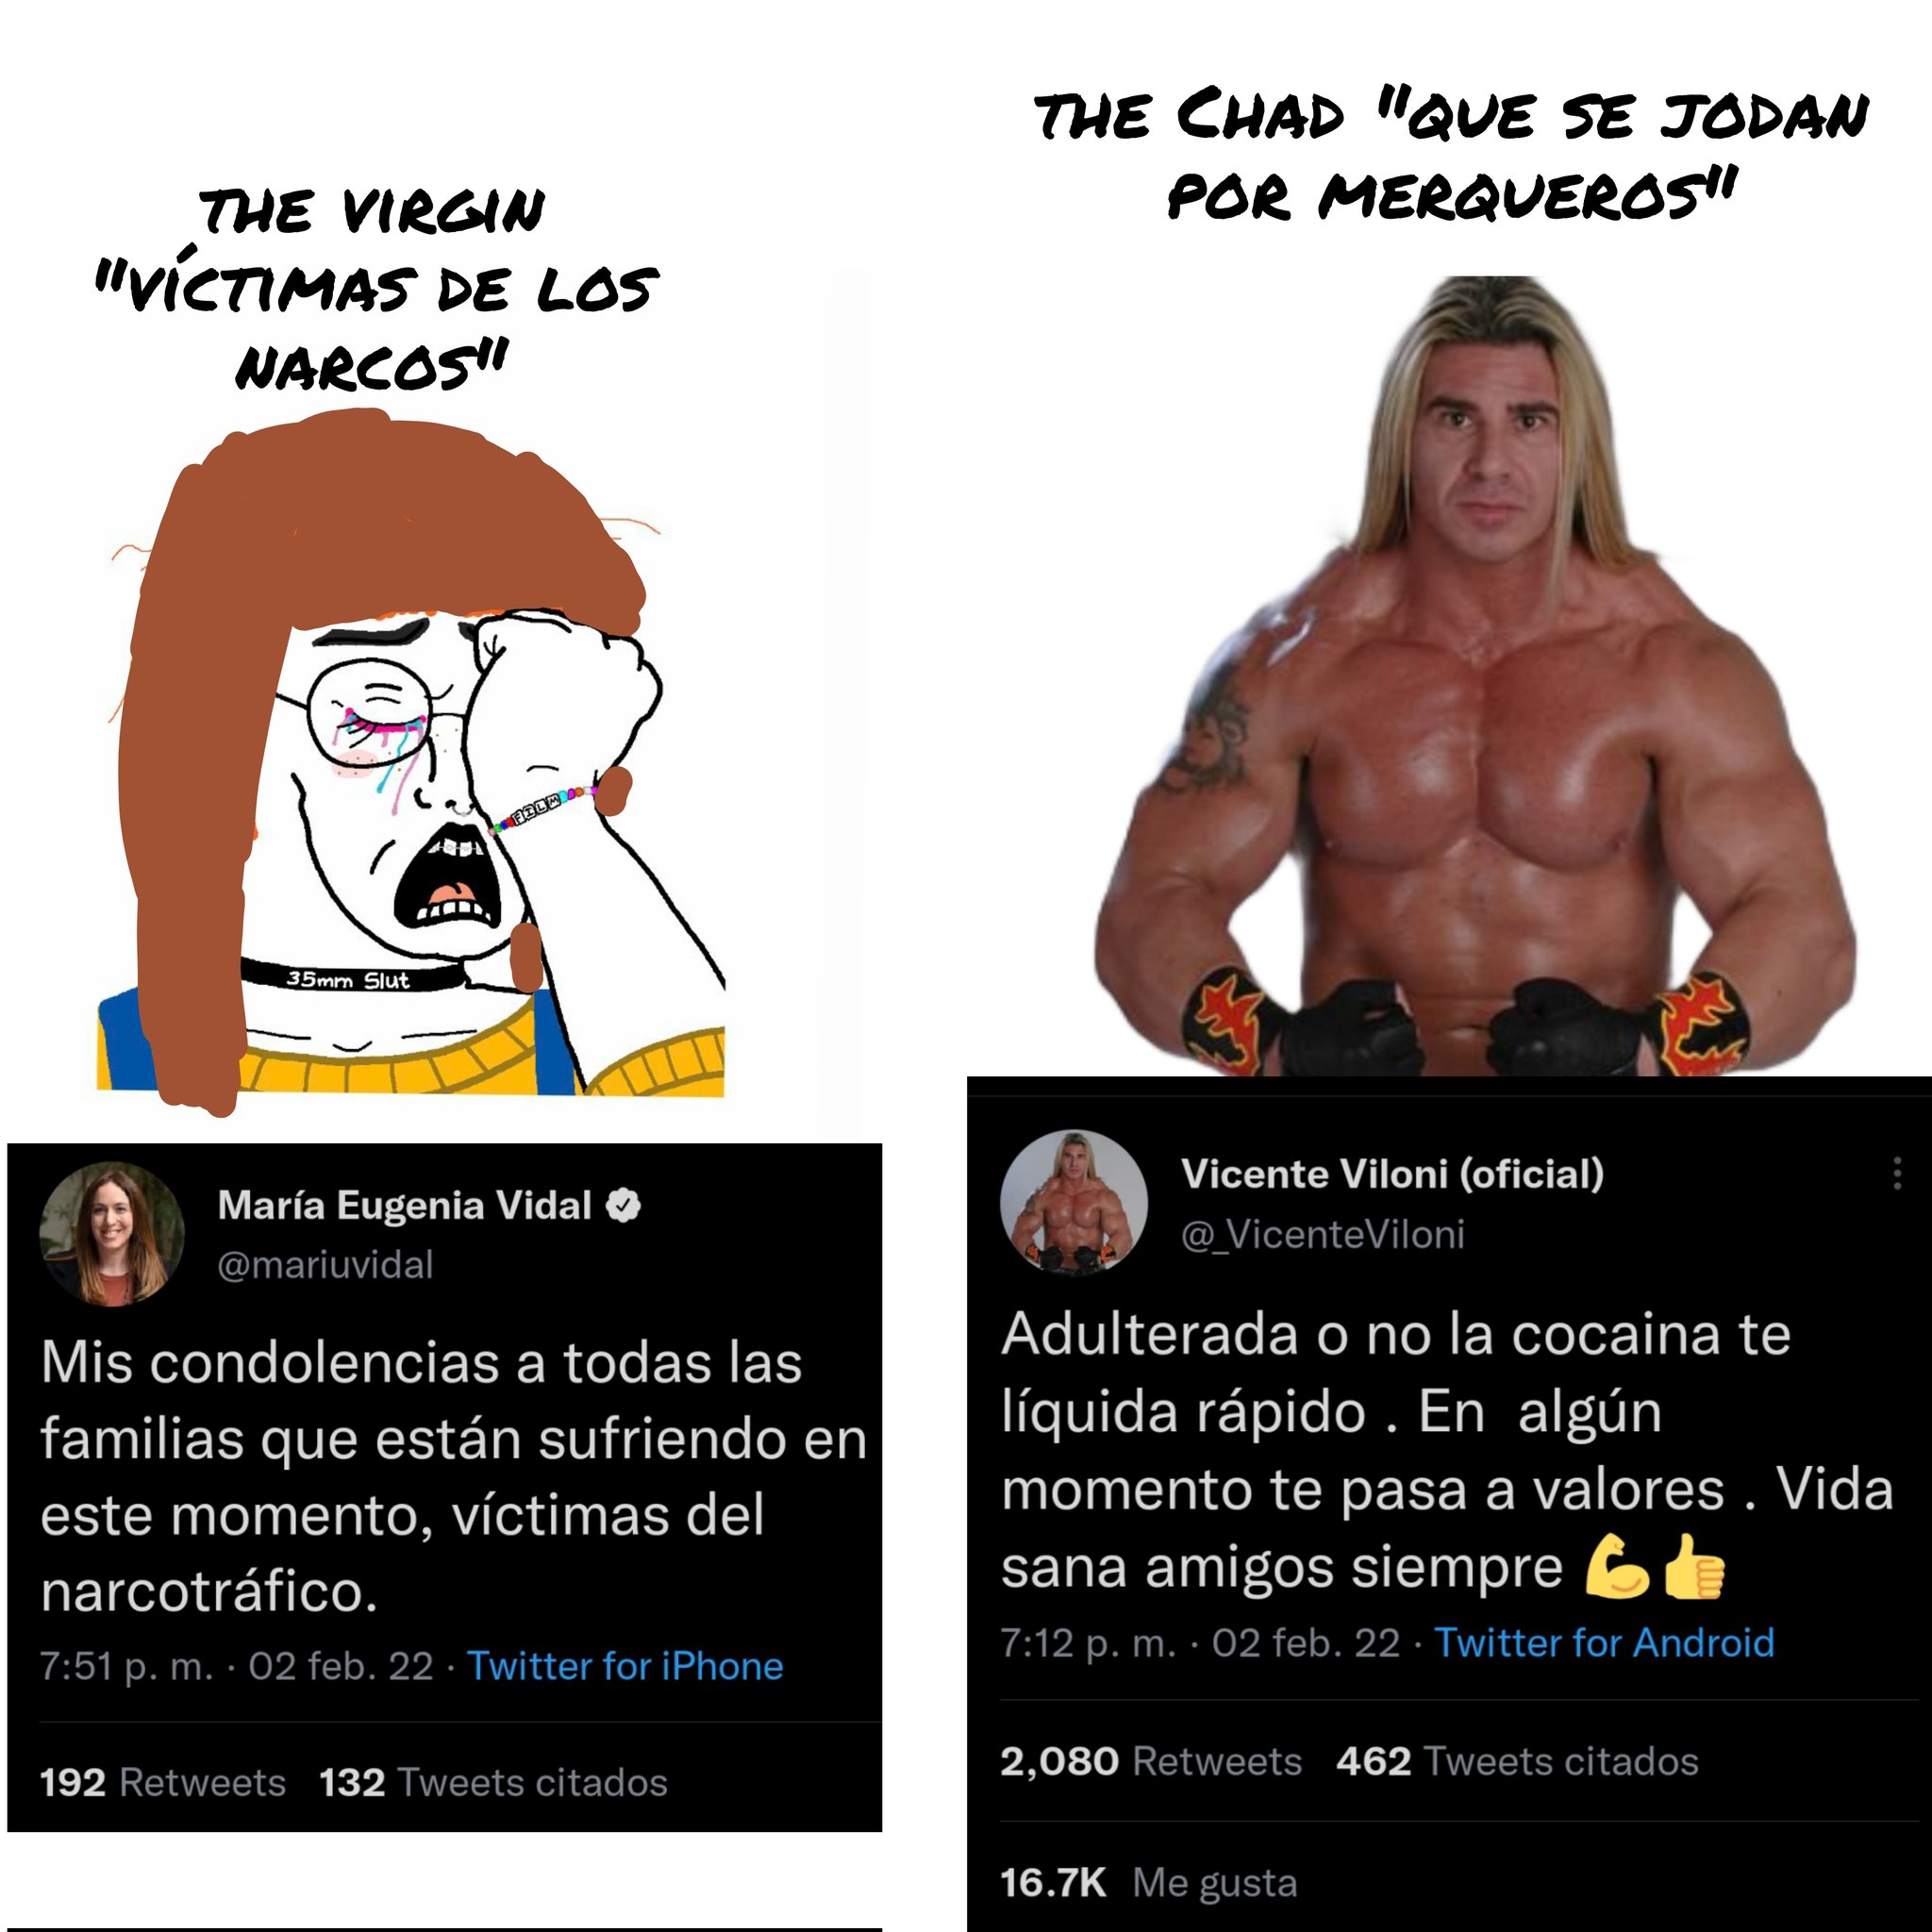 THE VIRGIN
"VÍCTIMAS DE LOS
NARCOS"
FILM
35mm Slut
María Eugenia Vidal
@mariuvidal
Mis condolencias a todas las
familias que están sufriendo en
este momento, víctimas del
narcotráfico.
7:51 p. m. · 02 feb. 22 · Twitter for iPhone
192 Retweets 132 Tweets citados
THE CHAD "QUE SE JODAN
POR MERQUEROS"
Vicente Viloni (oficial)
@_VicenteViloni
Adulterada o no la cocaina te
líquida rápido . En  algún
momento te pasa a valores . Vida
sana amigos siempre 💪👍
7:12 p. m. · 02 feb. 22 · Twitter for Android
2,080 Retweets 462 Tweets citados
16.7K Me gusta